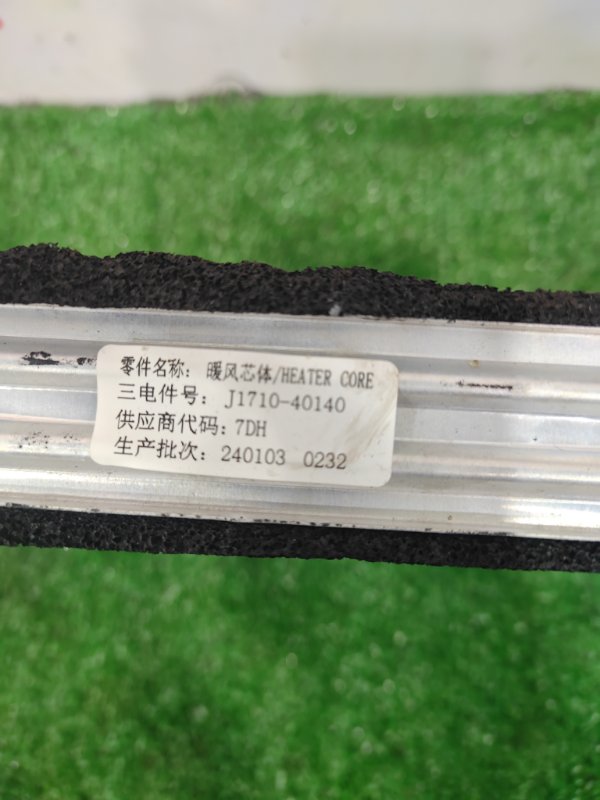 零件名称: 暖风芯体/HEATER CORE
三电件号: J1710-40140
供应商代码: 7DH
生产批次: 240103 0232